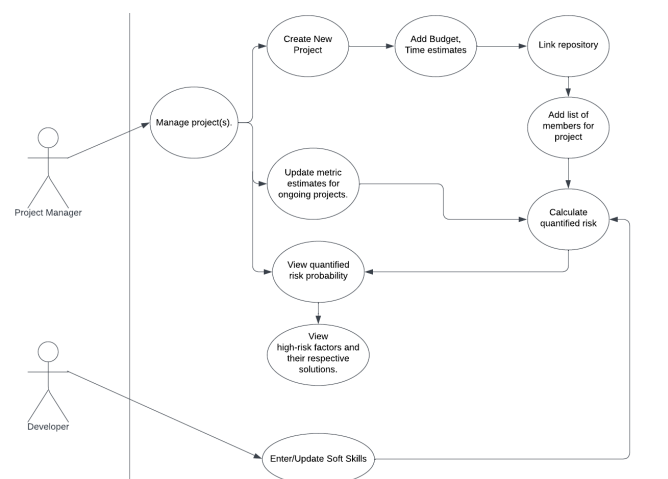 Create New
Project
Add Budget,
Time estimates
Link repository
Manage project(s).
Add list of
members for
project
Project Manager
Update metric
estimates for
ongoing projects.
Calculate
quantified risk
View quantified
risk probability
View
high-risk factors and
their respective
solutions.
Developer
Enter/Update Soft Skills